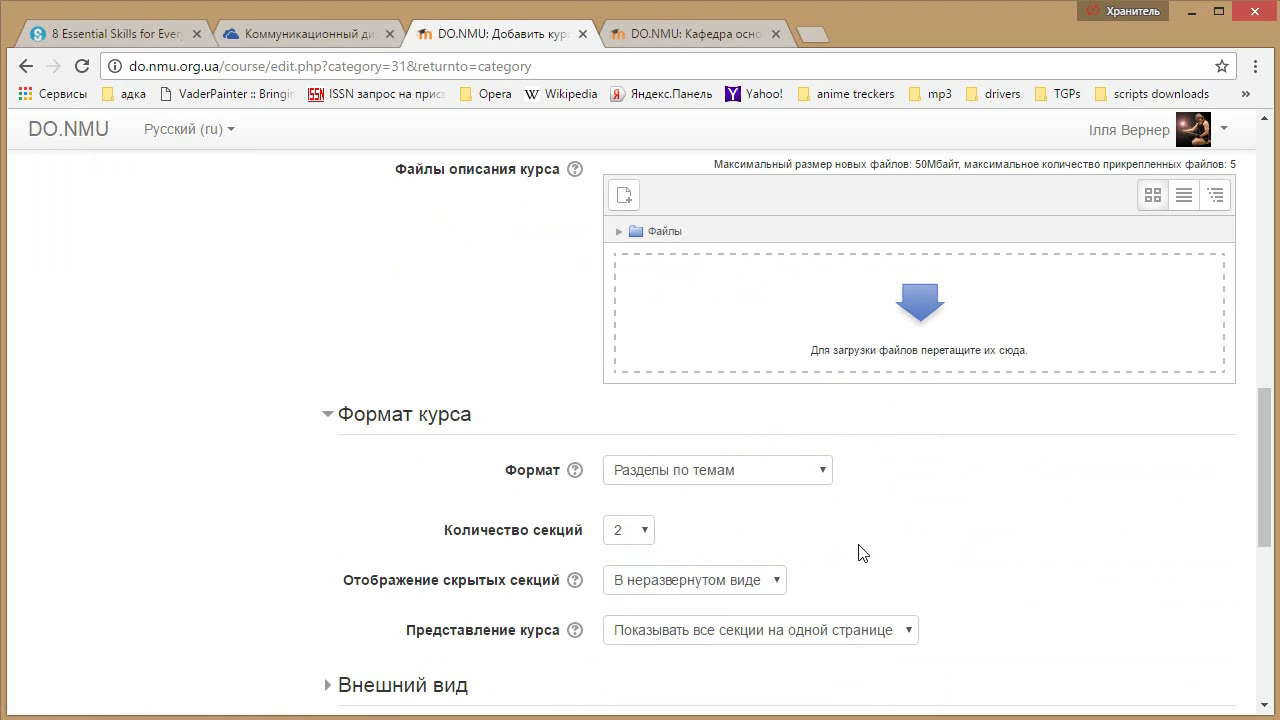 Хранитель
8 Essential Skills for Ever
Коммуникационный ди
DO.NMU: Добавить кур
DO.NMU: Кафедра осно
do.nmu.org.ua/course/edit.php?category=31&returnto=category
Сервисы адка VaderPainter :: Bringin ISSN запрос на прис Opera Wikipedia Яндекс.Панель Yahoo! anime treckers mp3 drivers TGPs scripts downloads »
DO.NMU Русский (ru) Ілля Вернер
Файлы описания курса
Максимальный размер новых файлов: 50Мбайт, максимальное количество прикрепленных файлов: 5
Файлы
Для загрузки файлов перетащите их сюда.
Формат курса
Формат Разделы по темам
Количество секций 2
Отображение скрытых секций В неразвернутом виде
Представление курса Показывать все секции на одной странице
Внешний вид